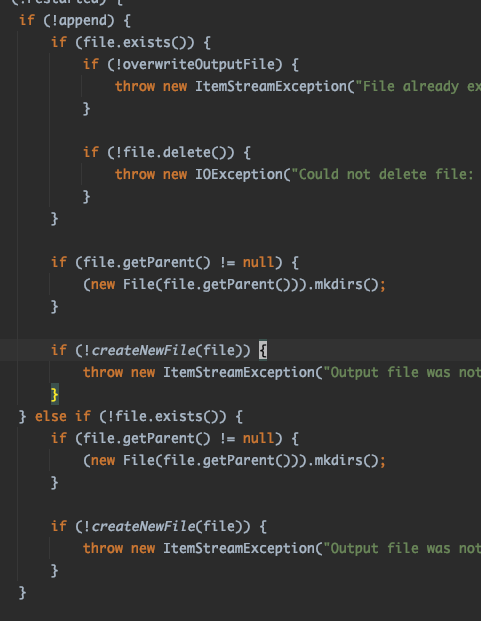 (!restarted) {
if (!append) {
if (file.exists()) {
if (!overwriteOutputFile) {
throw new ItemStreamException("File already ex
}
if (!file.delete()) {
throw new IOException("Could not delete file:
}
}
if (file.getParent() != null) {
(new File(file.getParent())).mkdirs();
}
if (!createNewFile(file)) {
throw new ItemStreamException("Output file was not
}
} else if (!file.exists()) {
if (file.getParent() != null) {
(new File(file.getParent())).mkdirs();
}
if (!createNewFile(file)) {
throw new ItemStreamException("Output file was not
}
}